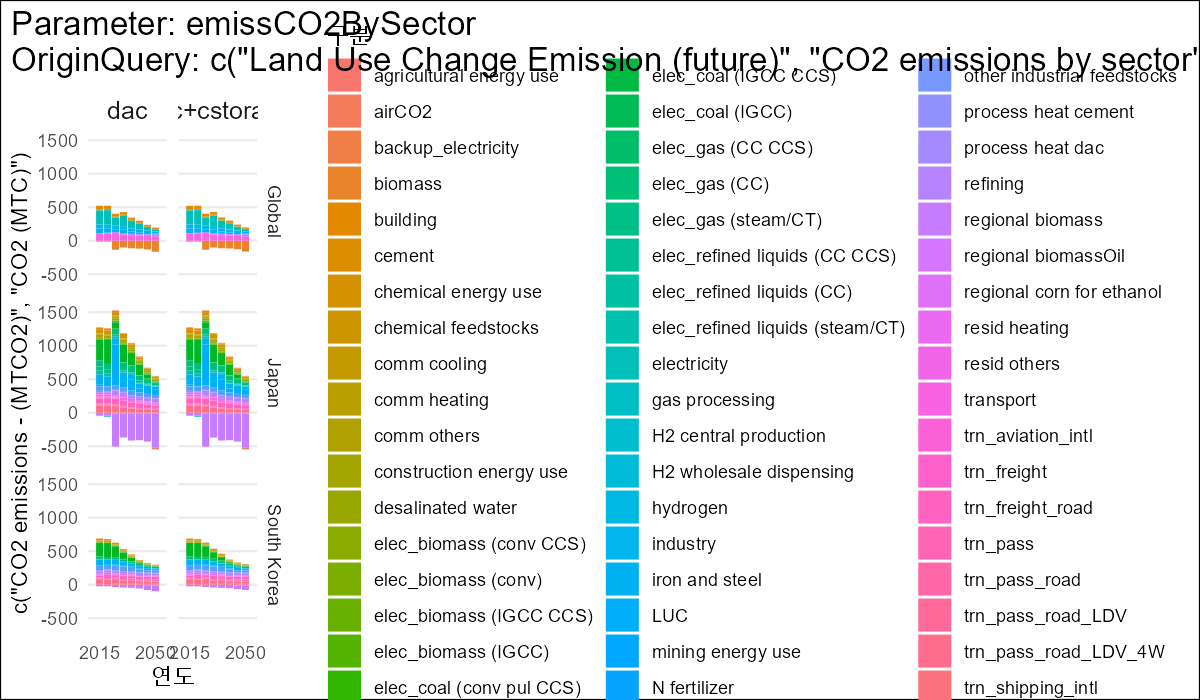 Parameter: emissCO2BySector
구분
OriginQuery: c("Land Use Change Emission (future)", "CO2 emissions by sector"
dac
c+cstora
c("CO2 emissions - (MTCO2)", "CO2 (MTC)")
1500
1000
500
0
-500
Global
1500
1000
500
0
-500
Japan
1500
1000
500
0
-500
South Korea
2015
2050
2015
2050
연도
agricultural energy use
airCO2
backup_electricity
biomass
building
cement
chemical energy use
chemical feedstocks
comm cooling
comm heating
comm others
construction energy use
desalinated water
elec_biomass (conv CCS)
elec_biomass (conv)
elec_biomass (IGCC CCS)
elec_biomass (IGCC)
elec_coal (conv pul CCS)
elec_coal (IGCC CCS)
elec_coal (IGCC)
elec_gas (CC CCS)
elec_gas (CC)
elec_gas (steam/CT)
elec_refined liquids (CC CCS)
elec_refined liquids (CC)
elec_refined liquids (steam/CT)
electricity
gas processing
H2 central production
H2 wholesale dispensing
hydrogen
industry
iron and steel
LUC
mining energy use
N fertilizer
other industrial feedstocks
process heat cement
process heat dac
refining
regional biomass
regional biomassOil
regional corn for ethanol
resid heating
resid others
transport
trn_aviation_intl
trn_freight
trn_freight_road
trn_pass
trn_pass_road
trn_pass_road_LDV
trn_pass_road_LDV_4W
trn_shipping_intl